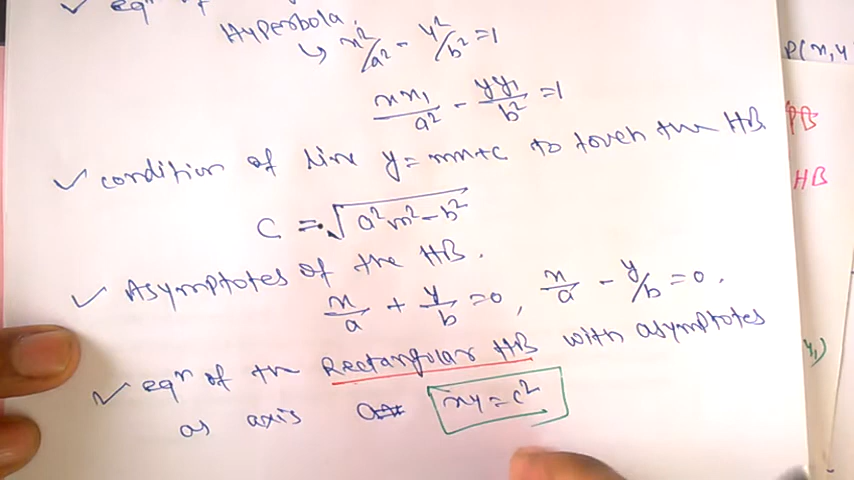 ✓ eqn of
Hyperbola.
↳ x²/a² - y²/b² = 1
xx₁/a² - yy₁/b² = 1
✓ condition of line y = mx+c to touch the HB
C = √a²m²-b²
✓ Asymptotes of the HB.
x/a + y/b = 0, x/a - y/b = 0.
✓ eqn of the Rectangular HB with asymptotes
as axis xy = c²
P(x,y
PB
HB